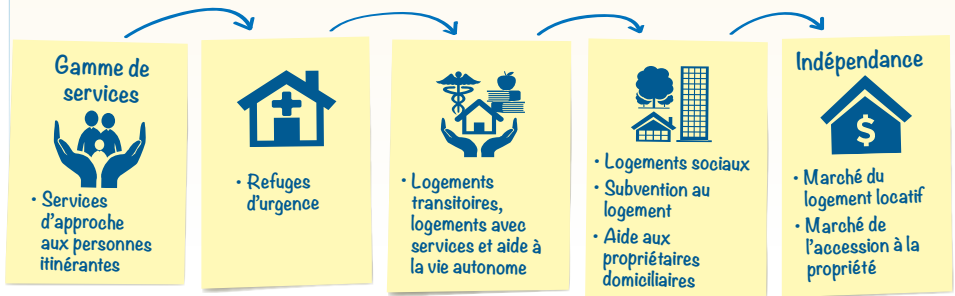 Gamme de
services
• Services
d'approche
aux personnes
itinérantes
• Refuges
d'urgence
• Logements
transitoires,
logements avec
services et aide à
la vie autonome
• Logements sociaux
• Subvention au
logement
• Aide aux
propriétaires
domiciliaires
Indépendance
$
• Marché du
logement locatif
• Marché de
l'accession à la
propriété